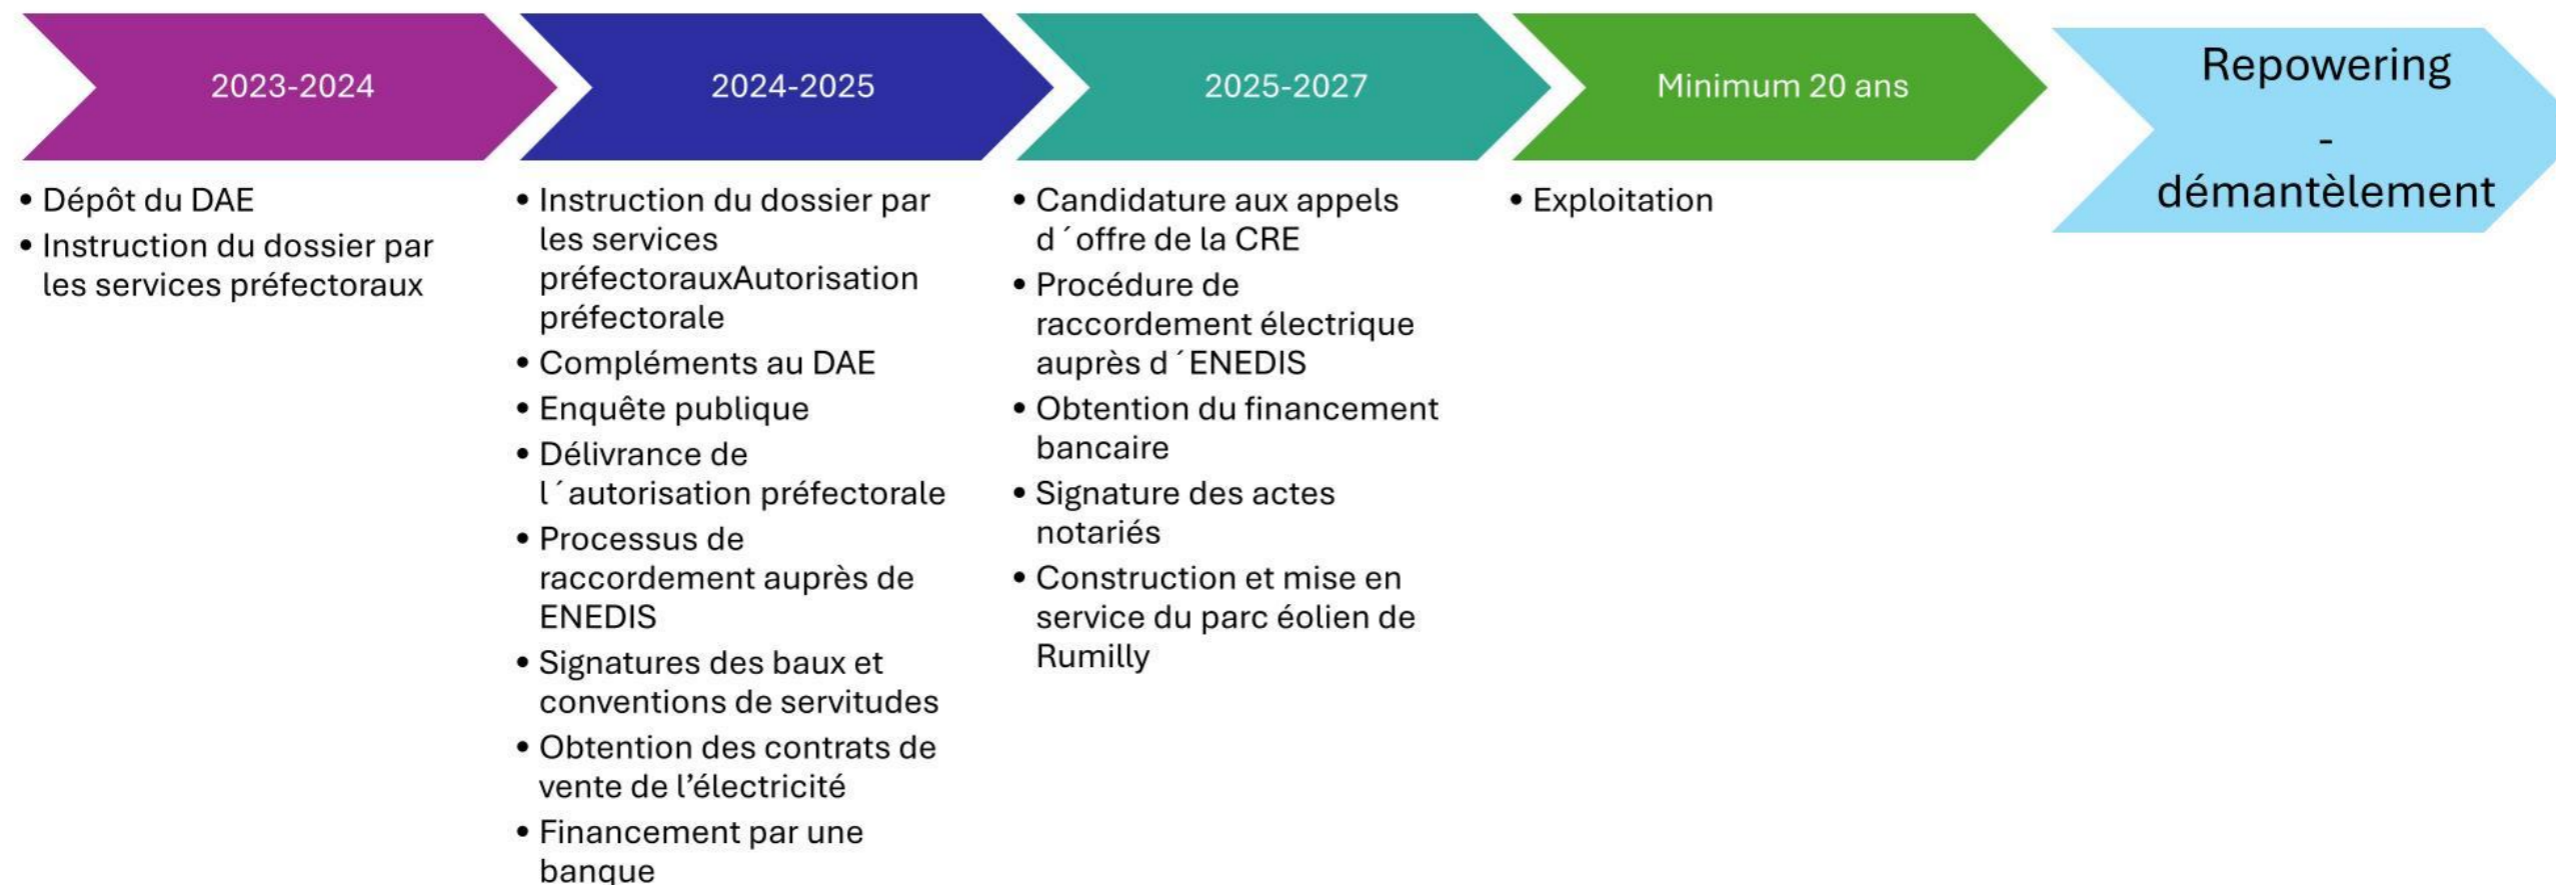 2023-2024
• Dépôt du DAE
• Instruction du dossier par
les services préfectoraux
2024-2025
• Instruction du dossier par
les services
préfectorauxAutorisation
préfectorale
• Compléments au DAE
• Enquête publique
• Délivrance de
l´autorisation préfectorale
• Processus de
raccordement auprès de
ENEDIS
• Signatures des baux et
conventions de servitudes
• Obtention des contrats de
vente de l’électricité
• Financement par une
banque
2025-2027
• Candidature aux appels
d´offre de la CRE
• Procédure de
raccordement électrique
auprès d´ENEDIS
• Obtention du financement
bancaire
• Signature des actes
notariés
• Construction et mise en
service du parc éolien de
Rumilly
Minimum 20 ans
• Exploitation
Repowering
-
démantèlement